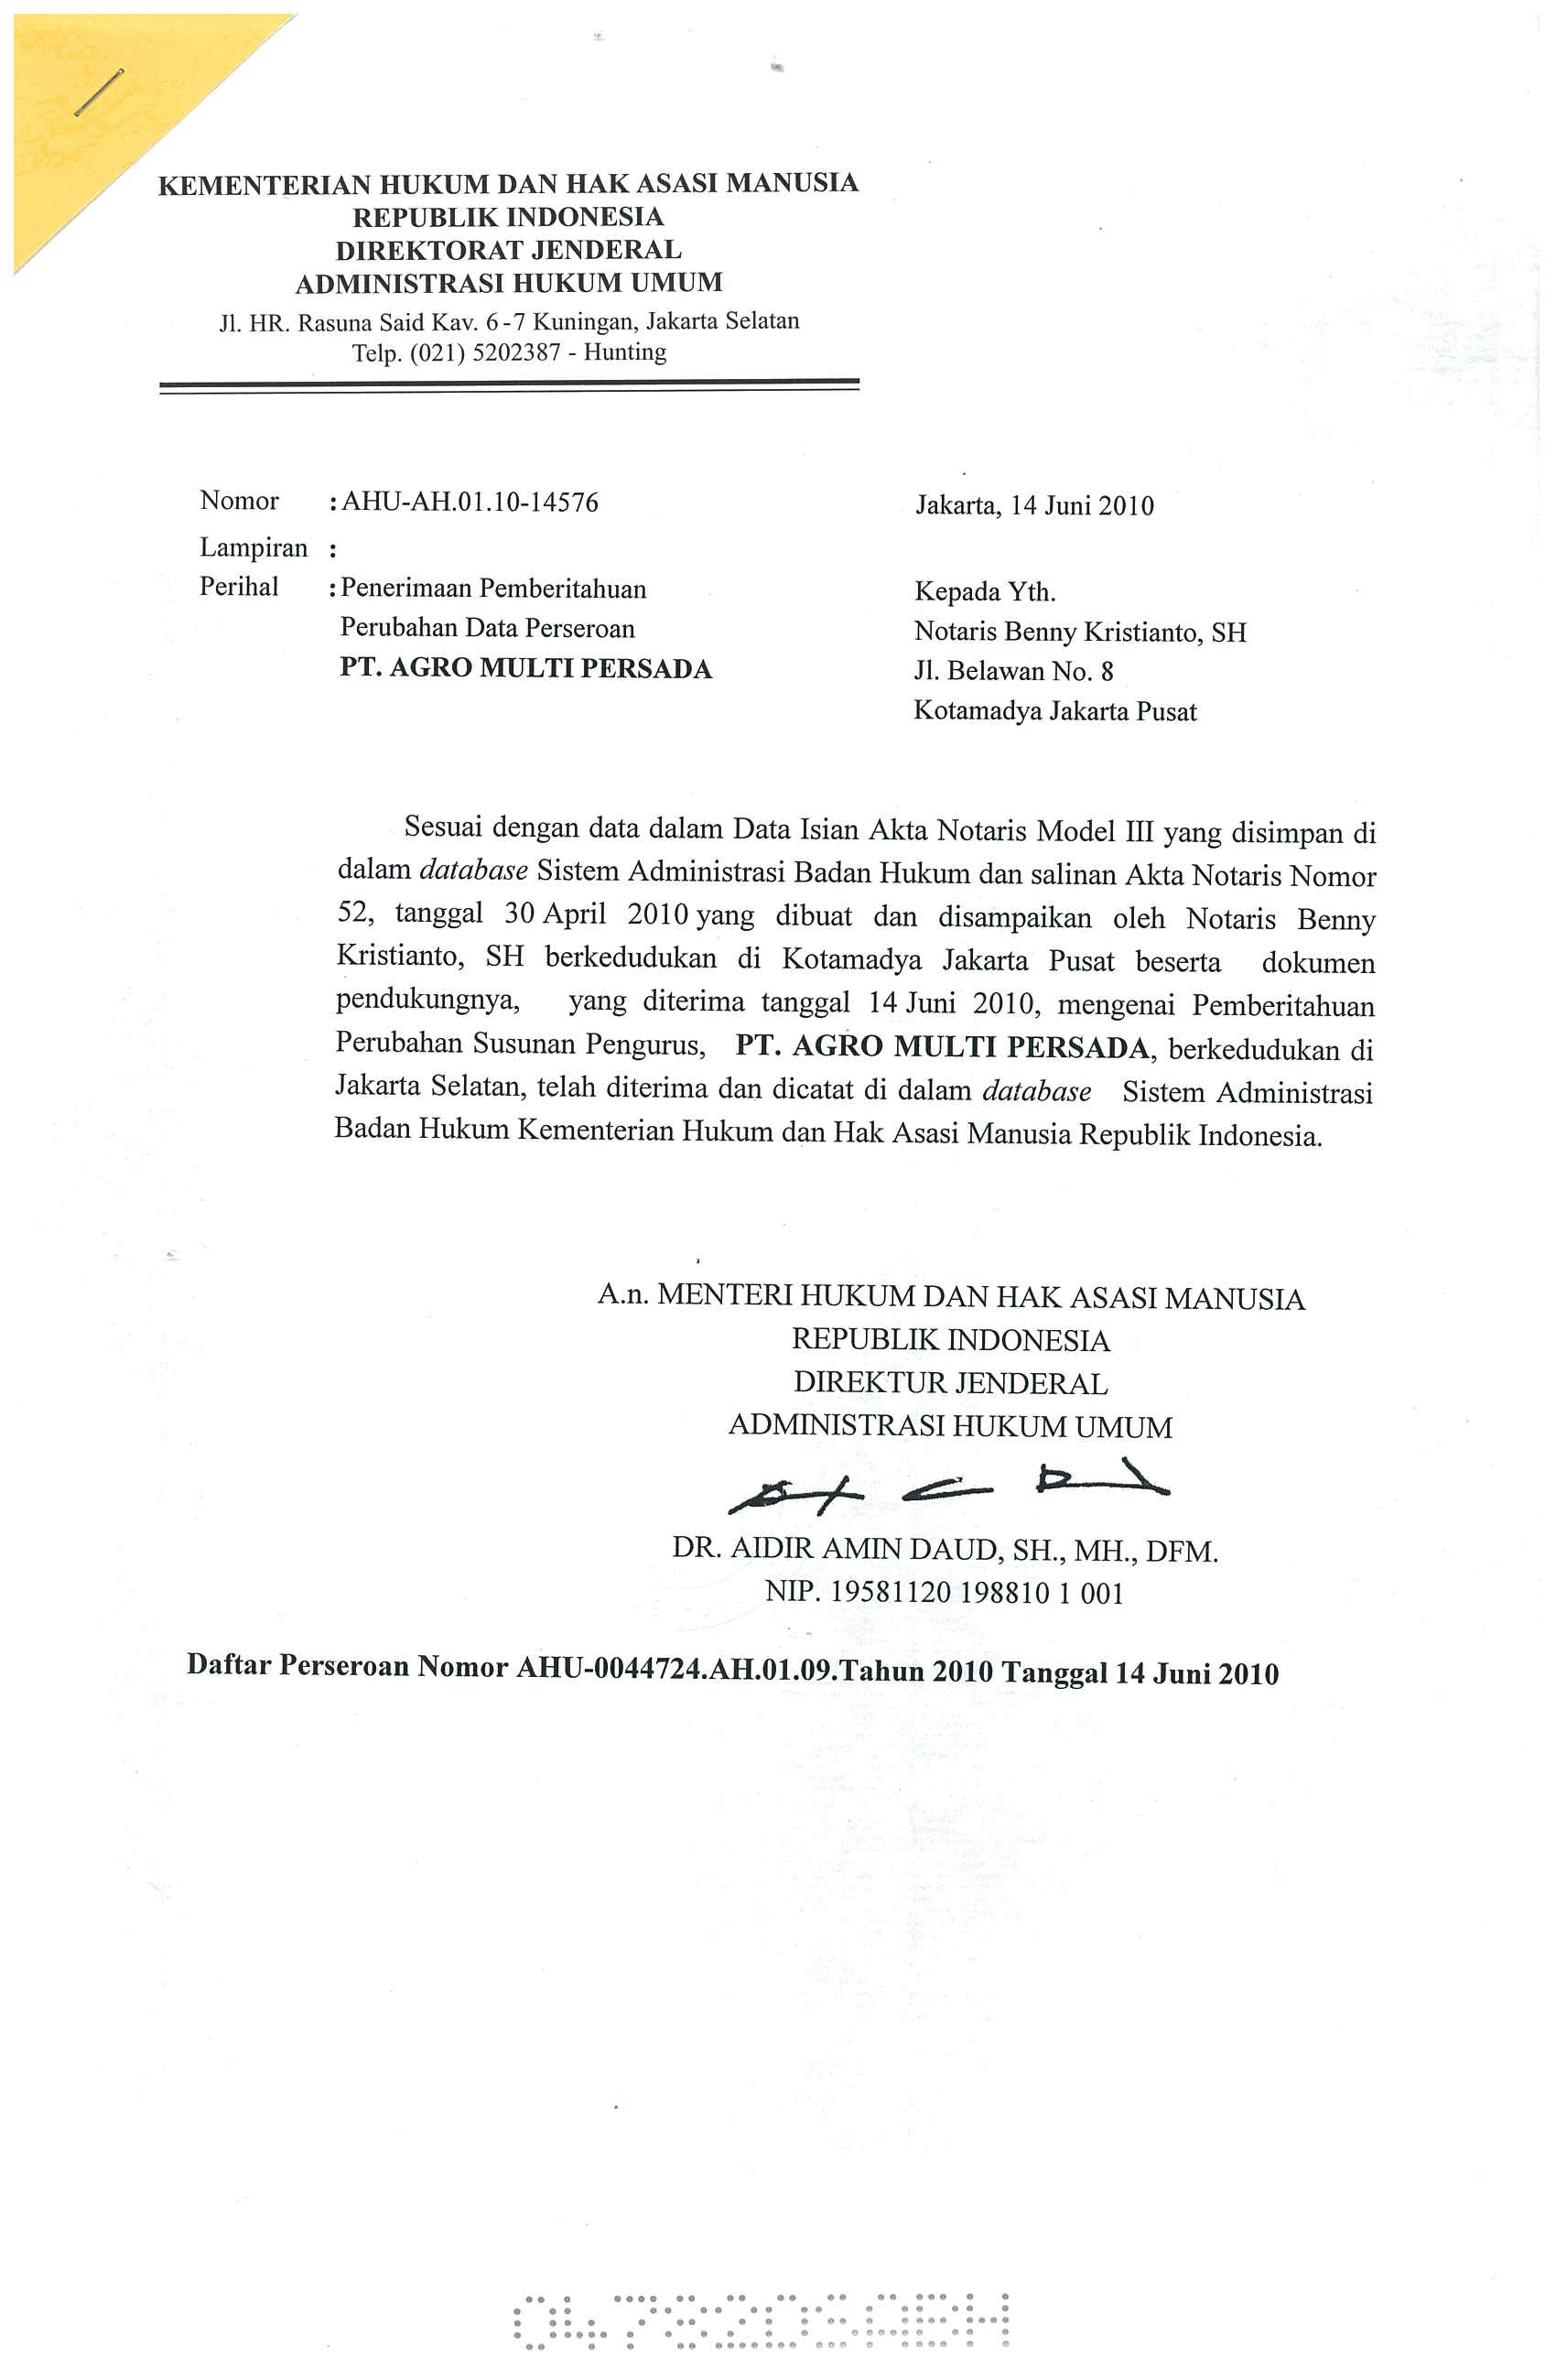 KEMENTERIAN HUKUM DAN HAK ASASI MANUSIA
REPUBLIK INDONESIA
DIREKTORAT JENDERAL
ADMINISTRASI HUKUM UMUM
Jl. HR. Rasuna Said Kav. 6-7 Kuningan, Jakarta Selatan
Telp. (021) 5202387 - Hunting
Nomor : AHU-AH.01.10-14576
Jakarta, 14 Juni 2010
Lampiran :
Perihal : Penerimaan Pemberitahuan
Perubahan Data Perseroan
PT. AGRO MULTI PERSADA
Kepada Yth.
Notaris Benny Kristianto, SH
Jl. Belawan No. 8
Kotamadya Jakarta Pusat
Sesuai dengan data dalam Data Isian Akta Notaris Model III yang disimpan di
dalam database Sistem Administrasi Badan Hukum dan salinan Akta Notaris Nomor
52, tanggal 30 April 2010 yang dibuat dan disampaikan oleh Notaris Benny
Kristianto, SH berkedudukan di Kotamadya Jakarta Pusat beserta dokumen
pendukungnya, yang diterima tanggal 14 Juni 2010, mengenai Pemberitahuan
Perubahan Susunan Pengurus, PT. AGRO MULTI PERSADA, berkedudukan di
Jakarta Selatan, telah diterima dan dicatat di dalam database Sistem Administrasi
Badan Hukum Kementerian Hukum dan Hak Asasi Manusia Republik Indonesia.
A.n. MENTERI HUKUM DAN HAK ASASI MANUSIA
REPUBLIK INDONESIA
DIREKTUR JENDERAL
ADMINISTRASI HUKUM UMUM
DR. AIDIR AMIN DAUD, SH., MH., DFM.
NIP. 19581120 198810 1 001
Daftar Perseroan Nomor AHU-0044724.AH.01.09.Tahun 2010 Tanggal 14 Juni 2010